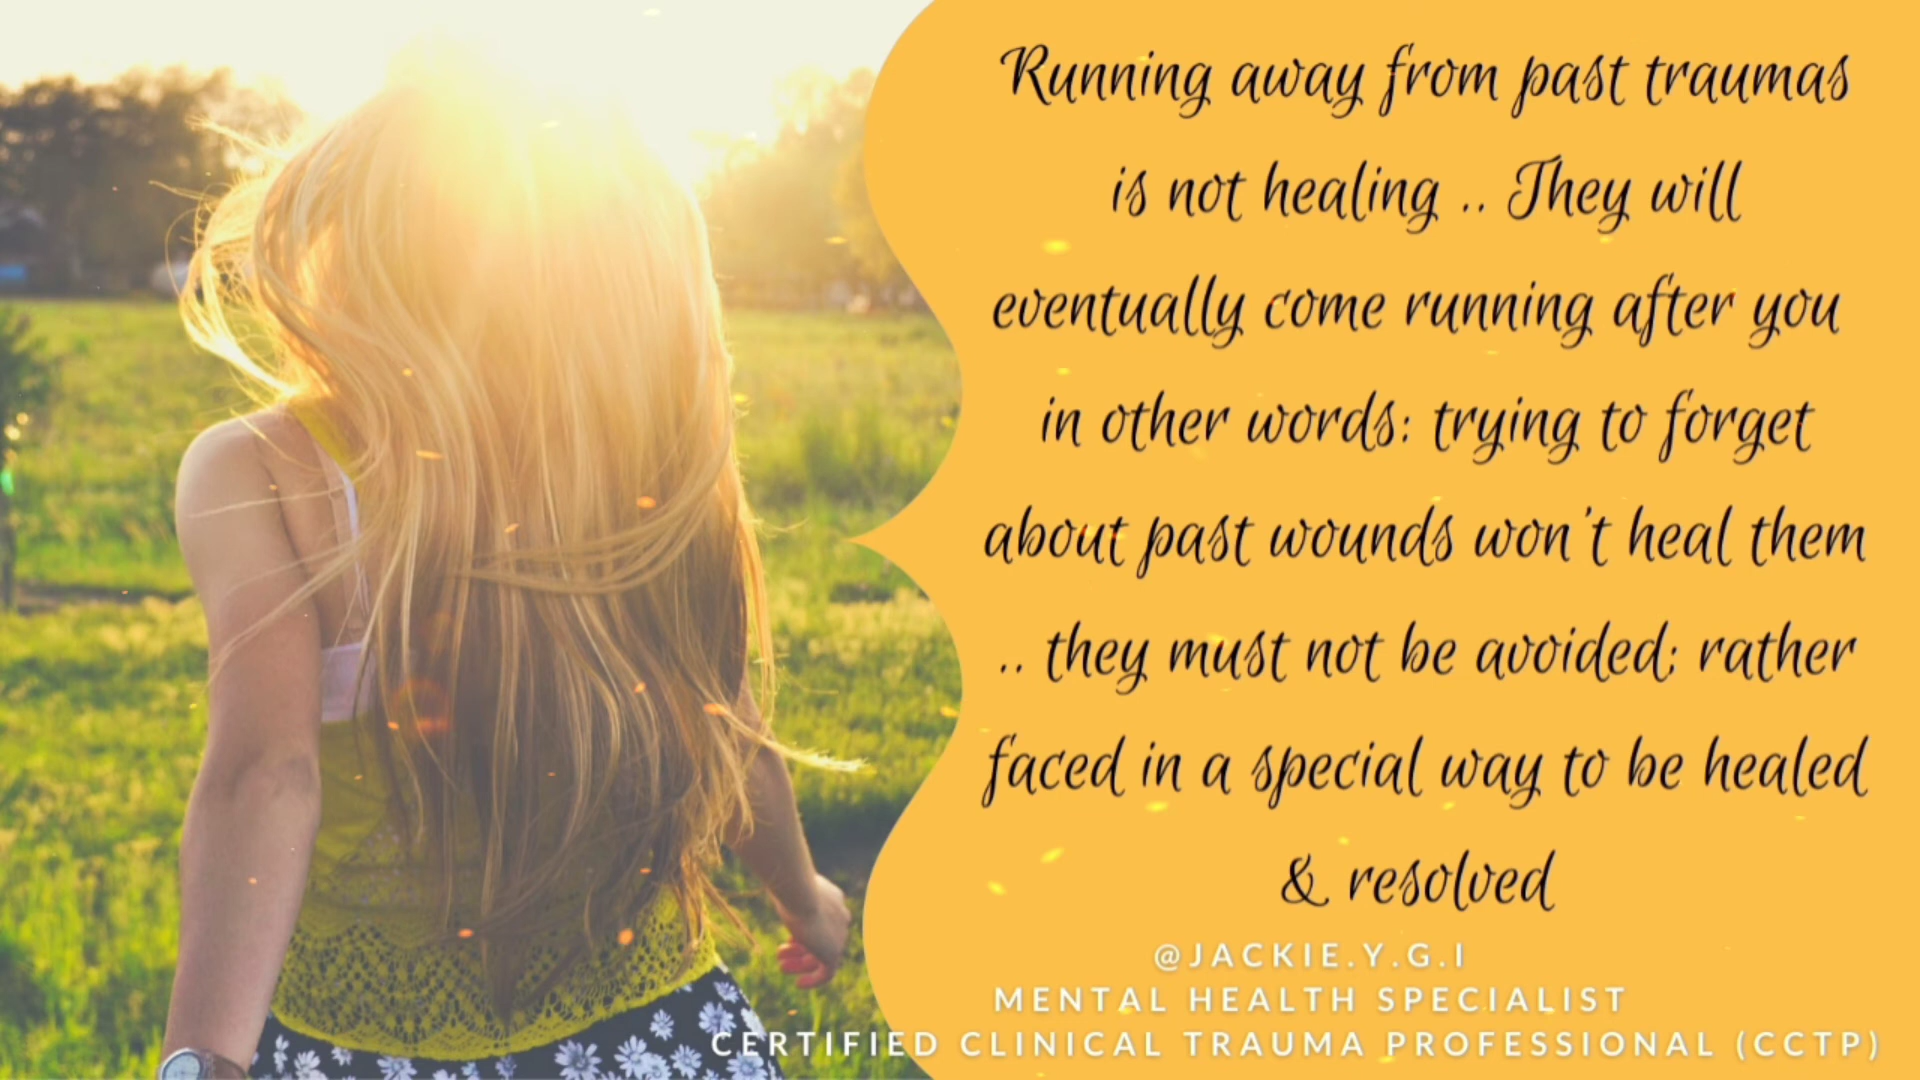 Running away from past traumas
is not healing .. They will
eventually come running after you
in other words: trying to forget
about past wounds won't heal them
.. they must not be avoided; rather
faced in a special way to be healed
& resolved
@JACKIE.Y.G.I
MENTAL HEALTH SPECIALIST
CERTIFIED CLINICAL TRAUMA PROFESSIONAL (CCTP)